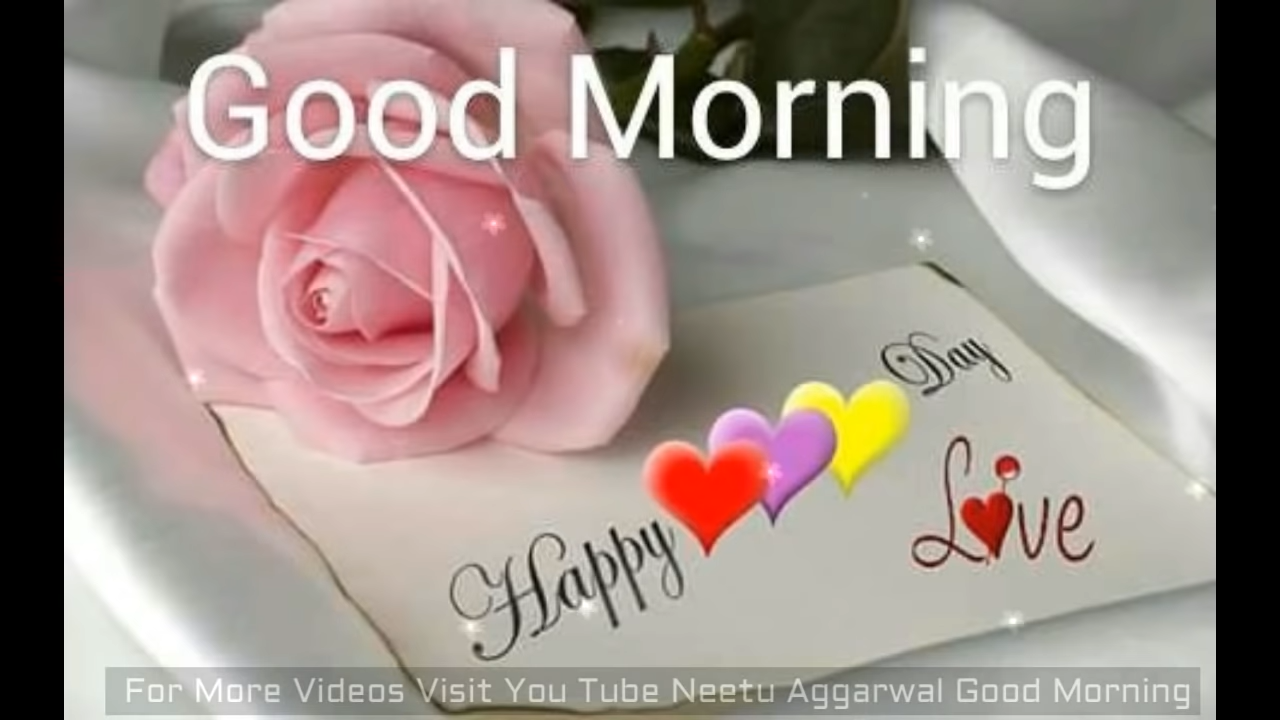 Good Morning
Day
Happy
Love
For More Videos Visit You Tube Neetu Aggarwal Good Morning